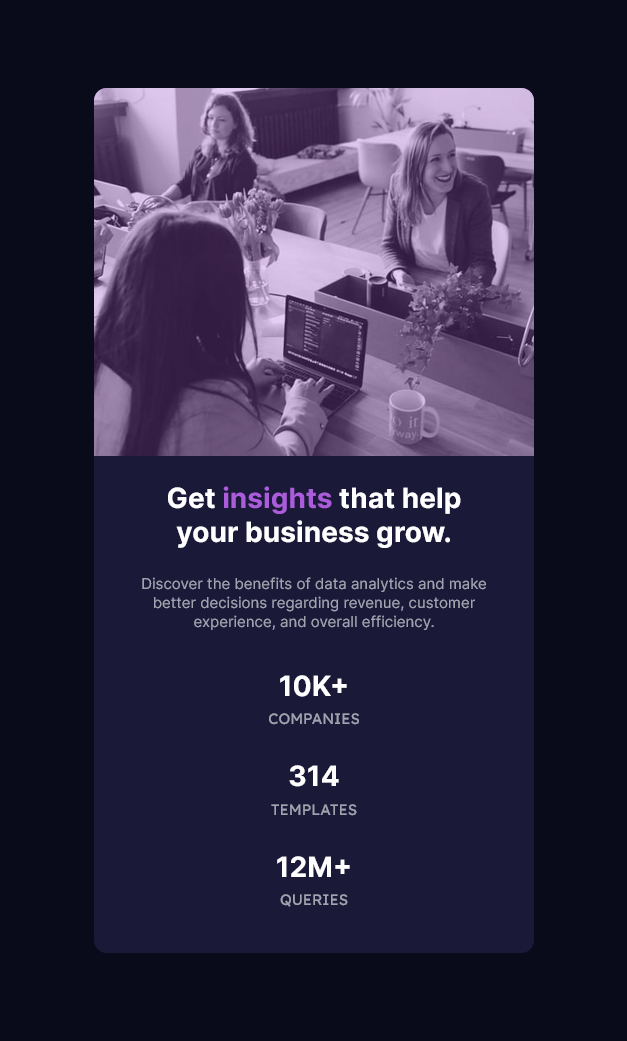 Get insights that help
your business grow.
Discover the benefits of data analytics and make
better decisions regarding revenue, customer
experience, and overall efficiency.
10K+
COMPANIES
314
TEMPLATES
12M+
QUERIES